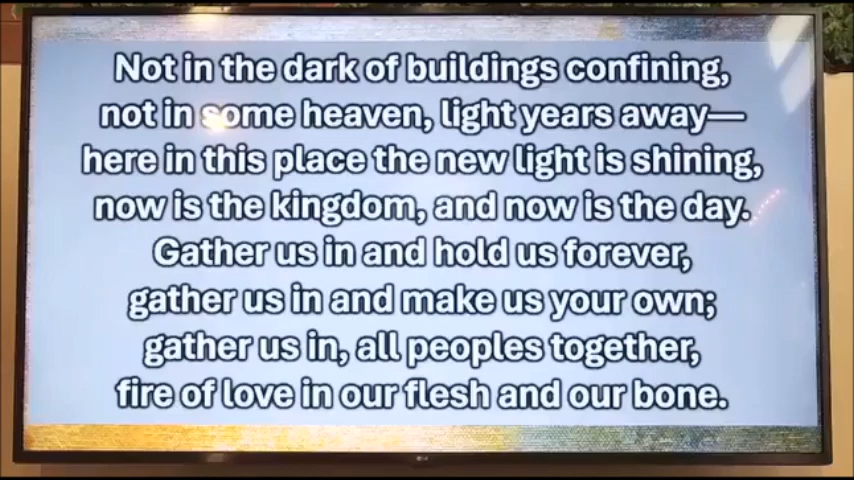 Not in the dark of buildings confining,
not in some heaven, light years away—
here in this place the new light is shining,
now is the kingdom, and now is the day.
Gather us in and hold us forever,
gather us in and make us your own;
gather us in, all peoples together,
fire of love in our flesh and our bone.
LG